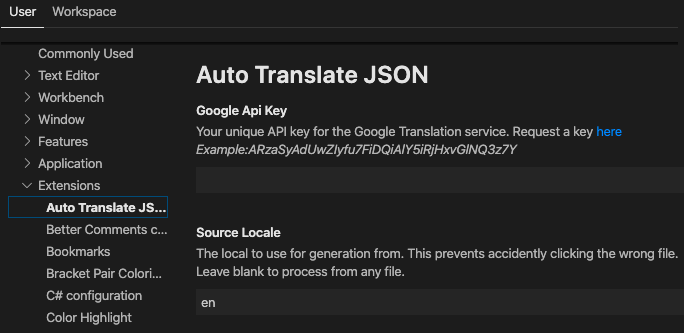 User
Workspace
Commonly Used
Text Editor
Workbench
Window
Features
Application
Extensions
Auto Translate JS...
Better Comments c...
Bookmarks
Bracket Pair Colori...
C# configuration
Color Highlight
Auto Translate JSON
Google Api Key
Your unique API key for the Google Translation service. Request a key here
Example:ARzaSyAdUwZIyfu7FiDQiAlY5iRjHxvGlNQ3z7Y
Source Locale
The local to use for generation from. This prevents accidently clicking the wrong file.
Leave blank to process from any file.
en